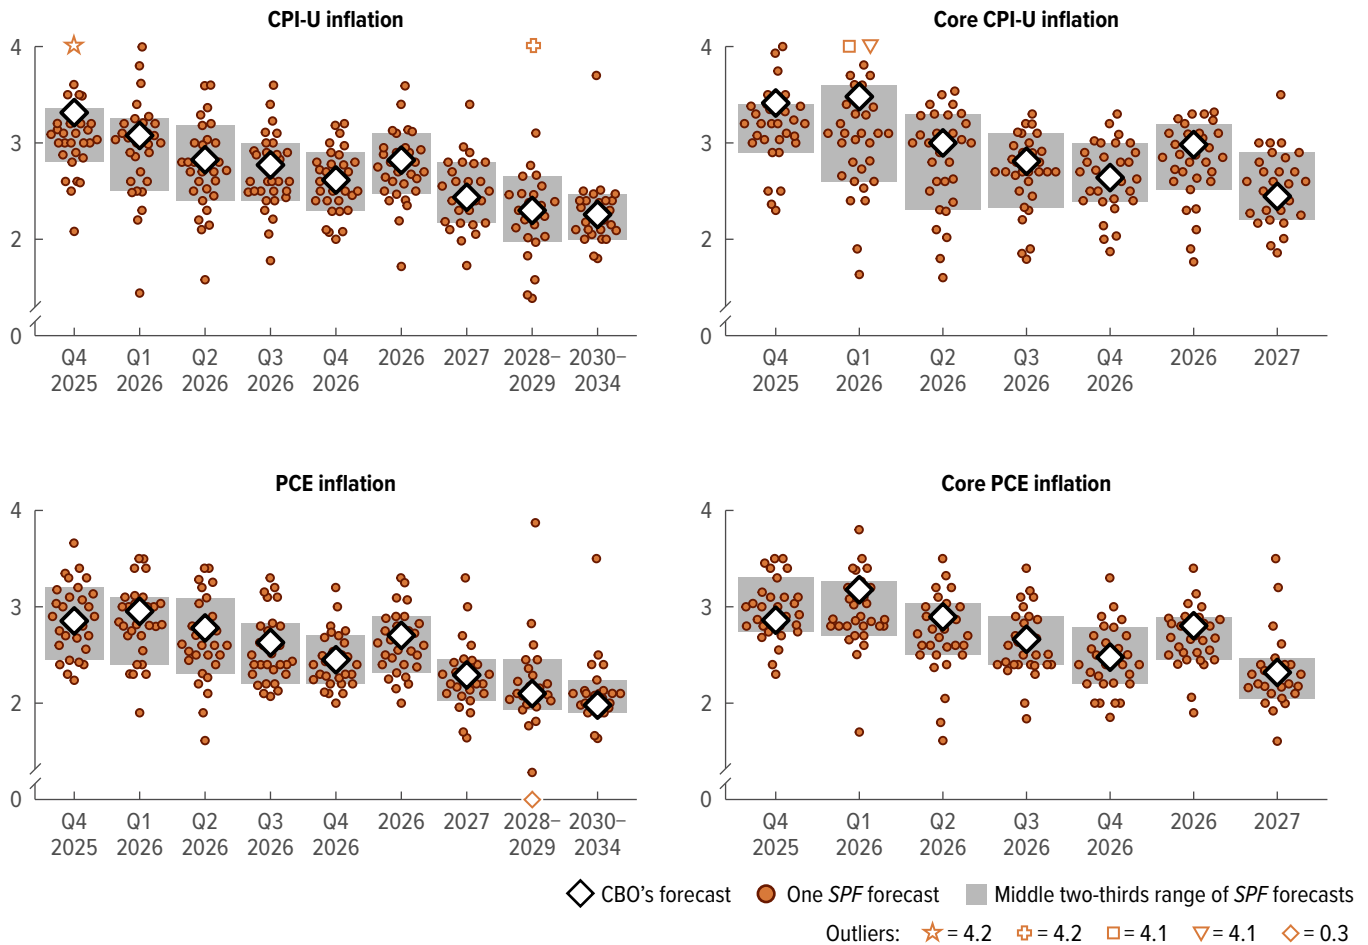 CPI-U inflation
4
3
2
0
Q4
2025
Q1
2026
Q2
2026
Q3
2026
Q4
2026
2026
2027
2028–
2029
2030–
2034
Core CPI-U inflation
4
3
2
0
Q4
2025
Q1
2026
Q2
2026
Q3
2026
Q4
2026
2026
2027
PCE inflation
4
3
2
0
Q4
2025
Q1
2026
Q2
2026
Q3
2026
Q4
2026
2026
2027
2028–
2029
2030–
2034
Core PCE inflation
4
3
2
0
Q4
2025
Q1
2026
Q2
2026
Q3
2026
Q4
2026
2026
2027
CBO's forecast One SPF forecast Middle two-thirds range of SPF forecasts
Outliers: = 4.2 = 4.2 = 4.1 = 4.1 = 0.3